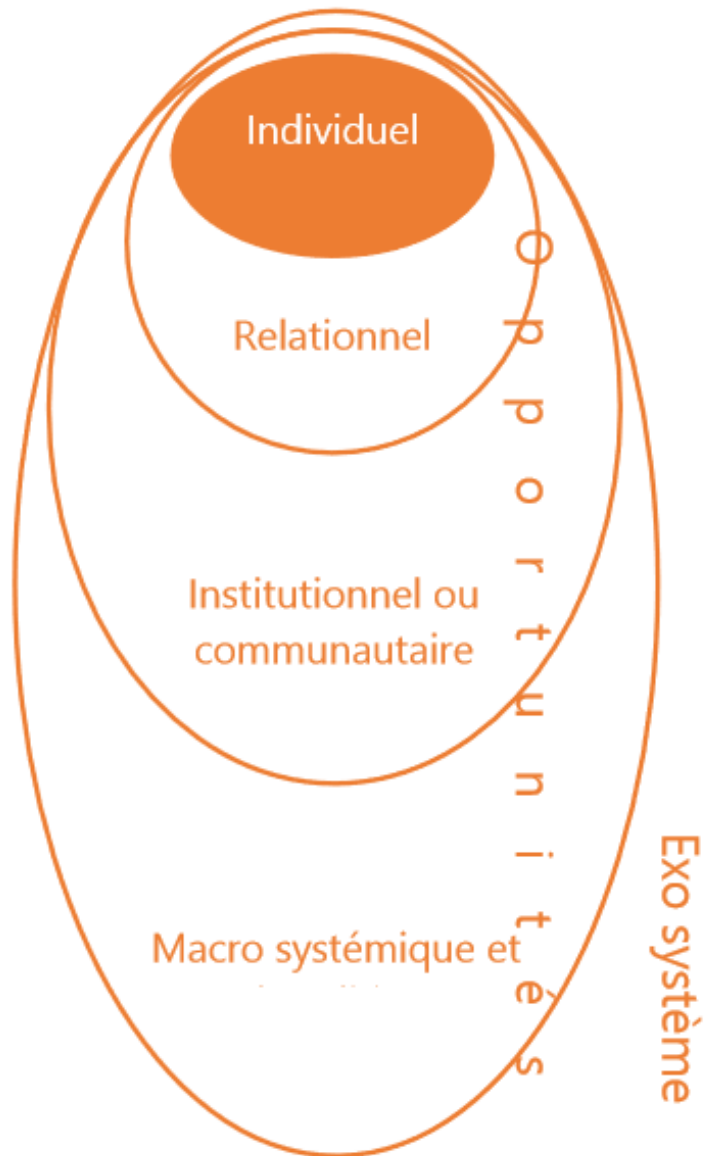 Individuel
Relationnel
Institutionnel ou
communautaire
Macro systémique et
Opportunités
Exo système